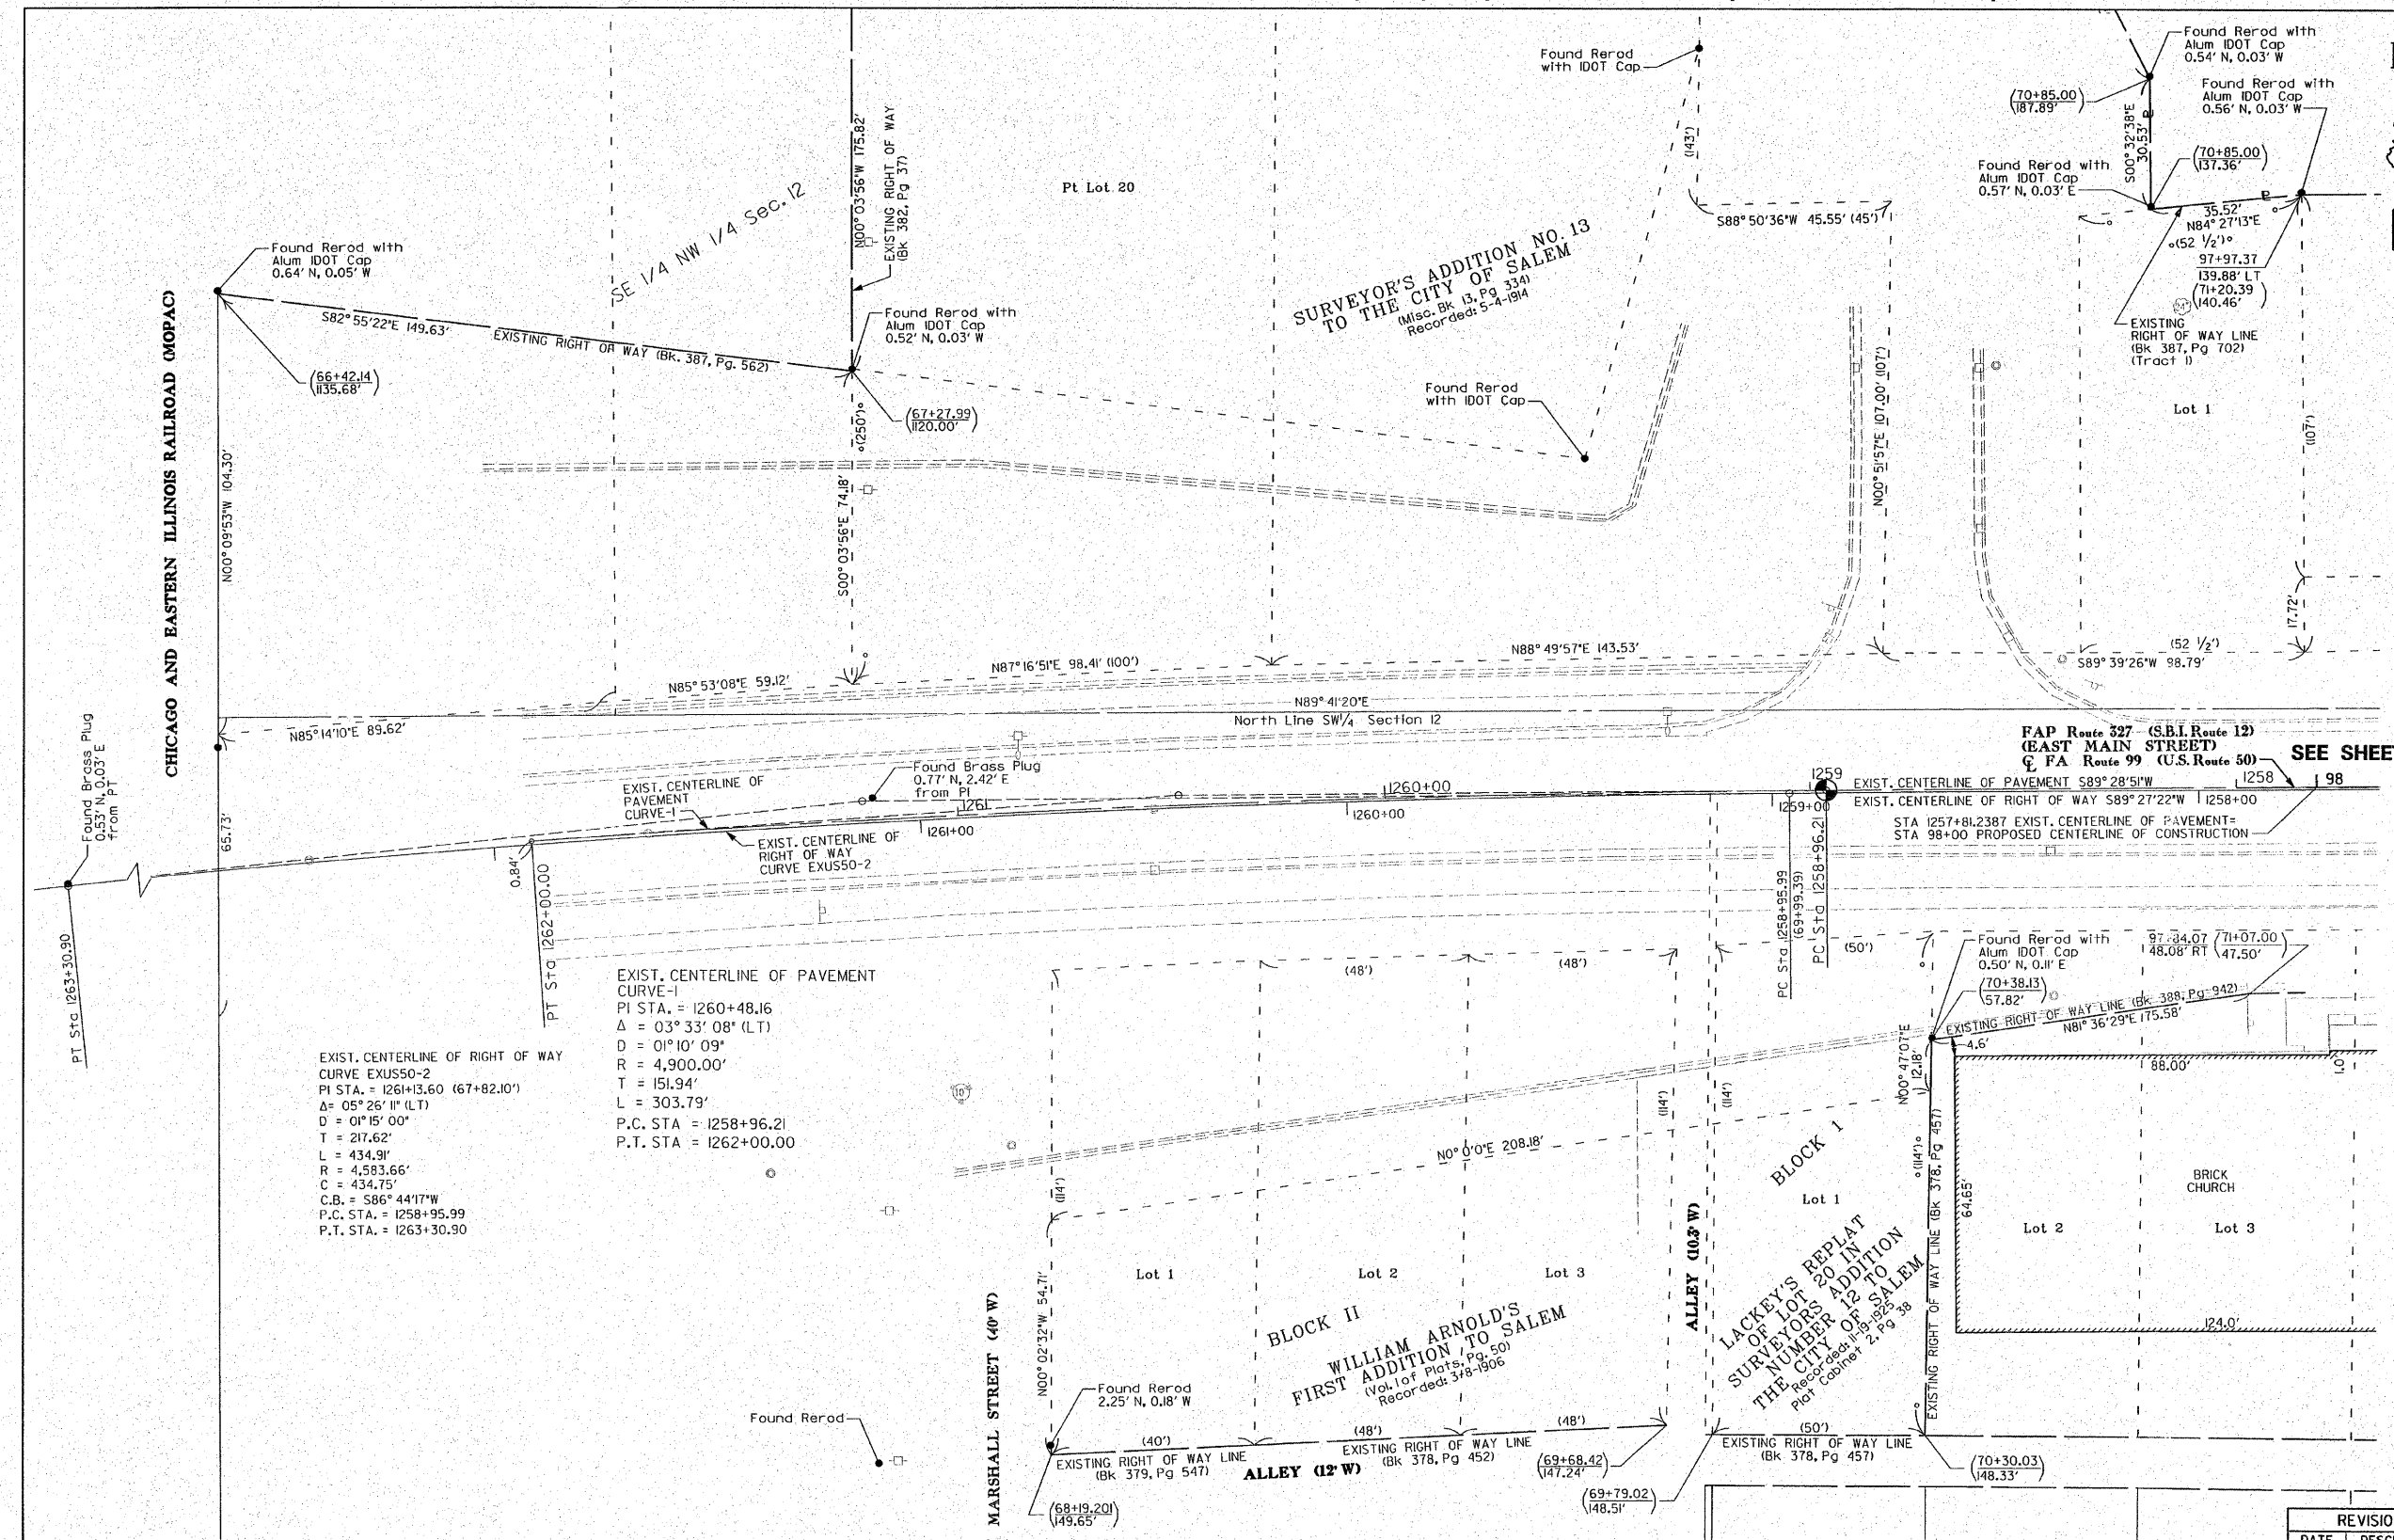 Found Rerod with
Alum IDOT Cap
0.54' N, 0.03' W
Found Rerod
with IDOT Cap
Found Rerod with
Alum IDOT Cap
0.56' N, 0.03' W
(70+85.00)
187.89'
S00°32'38"E
30.53'
(70+85.00)
137.36'
Found Rerod with
Alum IDOT Cap
0.57' N, 0.03' E
35.52'
N84°27'13"E
(52 ½')
97+97.37
139.88' LT
(71+20.39)
140.46'
EXISTING
RIGHT OF WAY LINE
(Bk 387, Pg 702)
(Tract 1)
Lot 1
(107')
17.72'
(52 ½')
S89°39'26"W 98.79'
(143')
S88°50'36"W 45.55' (45')
N00°51'57"E 107.00' (107')
N00°03'56"W 175.82'
EXISTING RIGHT OF WAY
(Bk 382, Pg 37)
Pt Lot 20
SE 1/4 NW 1/4 Sec. 12
SURVEYOR'S ADDITION NO. 13
TO THE CITY OF SALEM
(Misc. Bk 13, Pg 334)
Recorded: 5-4-1914
Found Rerod with
Alum IDOT Cap
0.64' N, 0.05' W
S82°55'22"E 149.63'
EXISTING RIGHT OF WAY (Bk. 387, Pg. 562)
(66+42.14)
1135.68'
Found Rerod with
Alum IDOT Cap
0.52' N, 0.03' W
(67+27.99)
1120.00'
(250')
S00°03'56"E 74.18'
Found Rerod
with IDOT Cap
CHICAGO AND EASTERN ILLINOIS RAILROAD (MOPAC)
N00°09'53"W 104.30'
N85°53'08"E 59.12'
N87°16'51"E 98.41' (100')
N88°49'57"E 143.53'
N89°41'20"E
North Line SW¼ Section 12
N85°14'10"E 89.62'
Found Brass Plug
0.53' N, 0.03' E
from PT
65.73'
EXIST. CENTERLINE OF
PAVEMENT
CURVE-1
Found Brass Plug
0.77' N, 2.42' E
from PI
1261
1260+00
1259
FAP Route 327 (S.B.I. Route 12)
(EAST MAIN STREET)
℄ FA Route 99 (U.S. Route 50)
SEE SHEE
EXIST. CENTERLINE OF PAVEMENT S89°28'51"W
1258
98
EXIST. CENTERLINE OF RIGHT OF WAY S89°27'22"W
1258+00
1259+00
1260+00
1261+00
STA 1257+81.2387 EXIST. CENTERLINE OF PAVEMENT=
STA 98+00 PROPOSED CENTERLINE OF CONSTRUCTION
EXIST. CENTERLINE OF
RIGHT OF WAY
CURVE EXUS50-2
0.84'
PT Sta 1262+00.00
PT Sta 1263+30.90
PC Sta 1258+95.99
(69+99.39)
PC Sta 1258+96.21
EXIST. CENTERLINE OF PAVEMENT
CURVE-1
PI STA. = 1260+48.16
Δ = 03°33'08" (LT)
D = 01°10'09"
R = 4,900.00'
T = 151.94'
L = 303.79'
P.C. STA = 1258+96.21
P.T. STA = 1262+00.00
EXIST. CENTERLINE OF RIGHT OF WAY
CURVE EXUS50-2
PI STA. = 1261+13.60 (67+82.10')
Δ= 05°26'11" (LT)
D = 01°15'00"
T = 217.62'
L = 434.91'
R = 4,583.66'
C = 434.75'
C.B. = S86°44'17"W
P.C. STA. = 1258+95.99
P.T. STA. = 1263+30.90
(48')
(48')
(50')
Found Rerod with
Alum IDOT Cap
0.50' N, 0.11' E
97+84.07
48.08' RT
(71+07.00)
47.50'
(70+38.13)
57.82'
EXISTING RIGHT OF WAY LINE (Bk 388, Pg 942)
N81°36'29"E 175.58'
4.6'
88.00'
1.0'
N00°47'07"E
12.18'
(114')
(114')
(114')
(114')
N0°0'0"E 208.18'
10
BLOCK 1
Lot 1
64.65'
BRICK
CHURCH
Lot 2
Lot 3
124.0'
EXISTING RIGHT OF WAY LINE (Bk 378, Pg 457)
LACKEY'S REPLAT
OF LOT 20 IN
SURVEYORS ADDITION
NUMBER 12 TO
THE CITY OF SALEM
Recorded: 11-19-1925
Plat Cabinet 2, Pg 38
ALLEY (10.3' W)
Lot 1
Lot 2
Lot 3
BLOCK II
WILLIAM ARNOLD'S
FIRST ADDITION TO SALEM
(Vol. 1 of Plats, Pg. 50)
Recorded: 3-8-1906
N00°02'32"W 54.71'
MARSHALL STREET (40' W)
Found Rerod
2.25' N, 0.18' W
Found Rerod
(40')
(48')
(48')
(50')
EXISTING RIGHT OF WAY LINE
(Bk 379, Pg 547)
ALLEY (12' W)
EXISTING RIGHT OF WAY LINE
(Bk 378, Pg 452)
EXISTING RIGHT OF WAY LINE
(Bk 378, Pg 457)
(68+19.201)
149.65'
(69+68.42)
147.24'
(69+79.02)
148.51'
(70+30.03)
148.33'
REVISIO